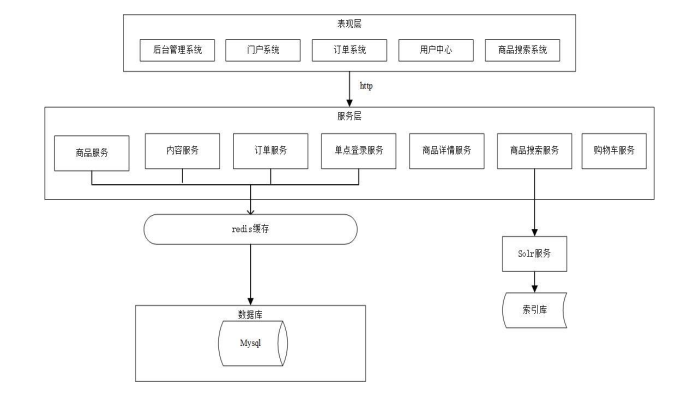 表现层
后台管理系统
门户系统
订单系统
用户中心
商品搜索系统
http
服务层
商品服务
内容服务
订单服务
单点登录服务
商品详情服务
商品搜索服务
购物车服务
redis缓存
Solr服务
索引库
数据库
Mysql